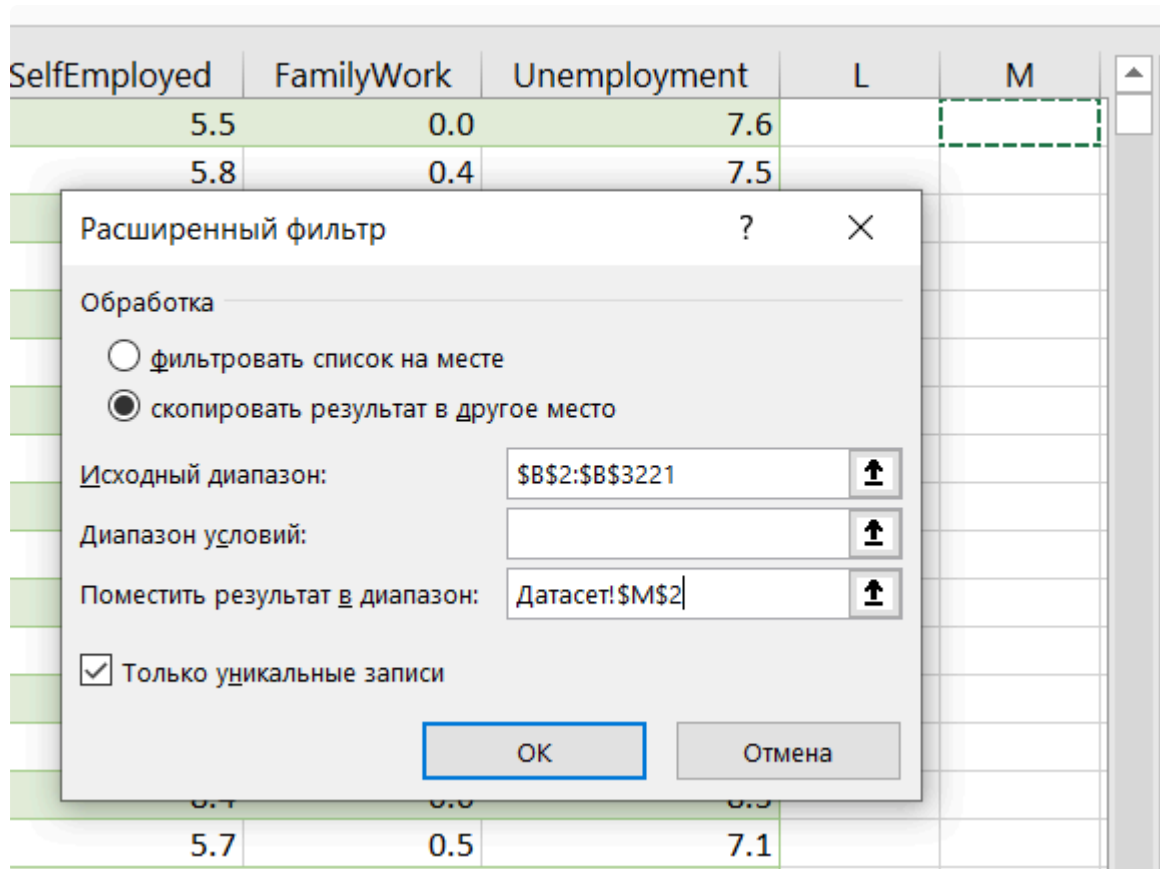 SelfEmployed FamilyWork Unemployment L M
5.5 0.0 7.6
5.8 0.4 7.5
Расширенный фильтр ?
Обработка
фильтровать список на месте
скопировать результат в другое место
Исходный диапазон: $B$2:$B$3221
Диапазон условий:
Поместить результат в диапазон: Датасет!$M$2
Только уникальные записи
ОК Отмена
5.7 0.5 7.1